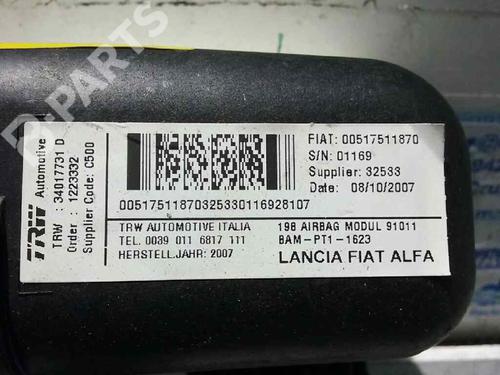 TRW Automotive
TRW : 34017731 D
Order : 1223332
Supplier Code: C500
FIAT: 00517511870
S/N: 01169
Supplier: 32533
Date: 08/10/2007
00517511870325330116928107
TRW AUTOMOTIVE ITALIA
TEL. 0039 011 6817 111
HERSTELL.JAHR: 2007
198 AIRBAG MODUL 91011
BAM-PT1-1623
LANCIA FIAT ALFA
B-PARTS